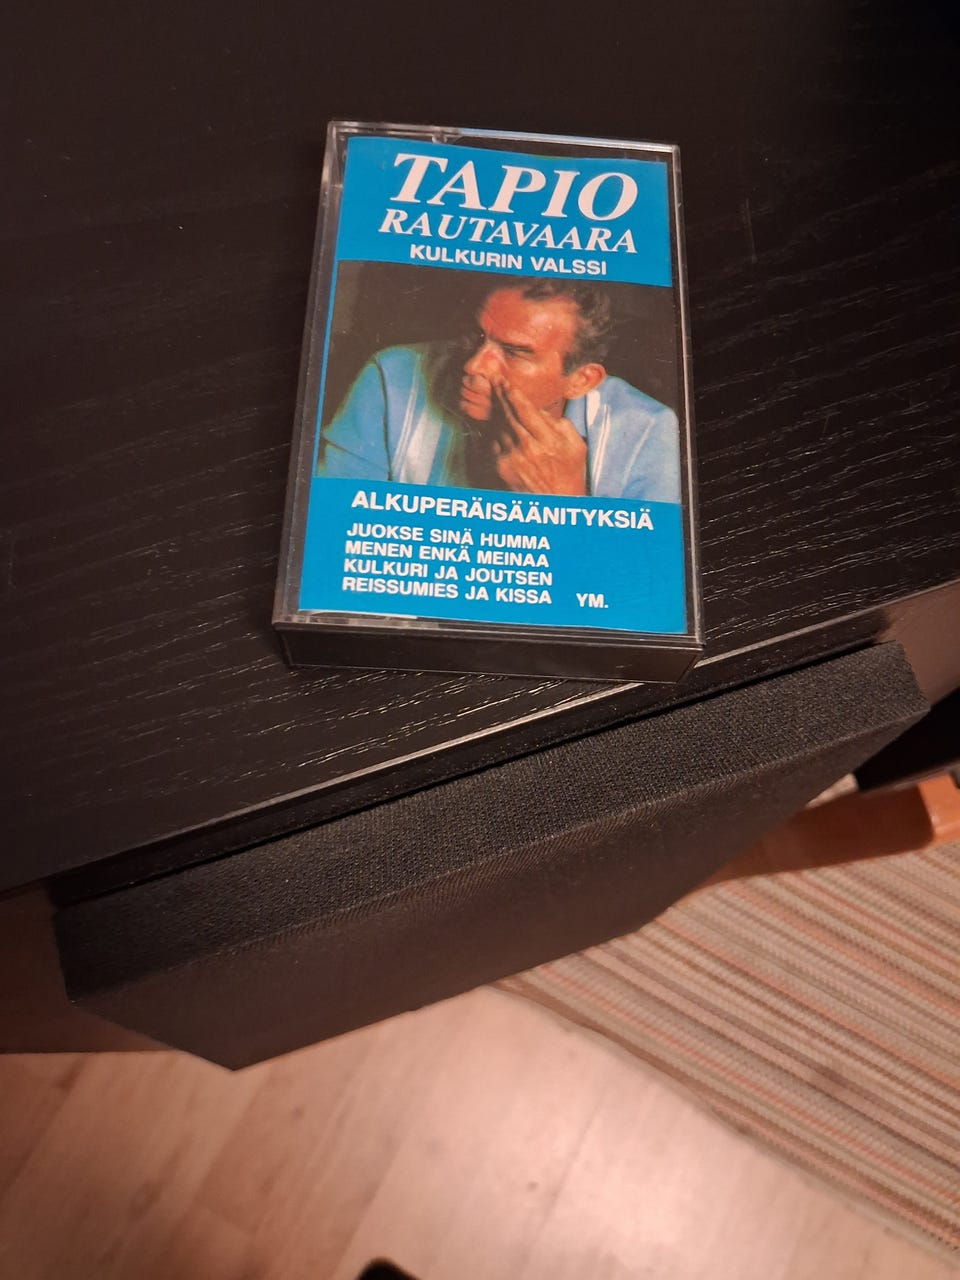 TAPIO
RAUTAVAARA
KULKURIN VALSSI
ALKUPERÄISÄÄNITYKSIÄ
JUOKSE SINÄ HUMMA
MENEN ENKÄ MEINAA
KULKURI JA JOUTSEN
REISSUMIES JA KISSA YM.